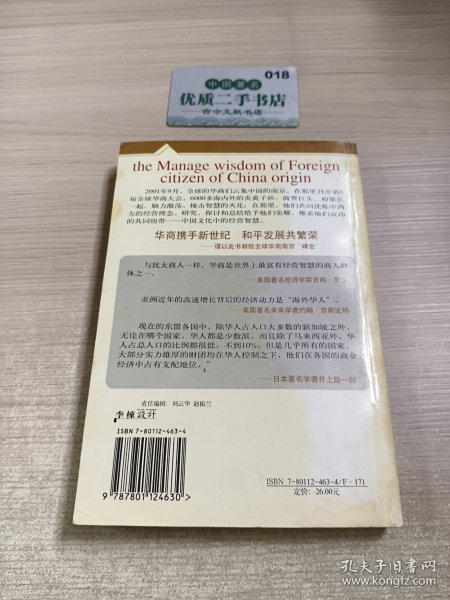 018
中国著名
优质二手书店
古今文献书店
the Manage wisdom of Foreign
citizen of China origin
2001年9月，全球的华商们云集中国的南京，在那里召开第6
届全球华商大会。6000多海内外的炎黄子孙，商贾巨头，相聚在一
起，脑力激荡，撞击智慧的火花；在那里，他们共同洗炼中西
方的经营理念，研究、探讨和总结给予他们荣耀、维系他们成功
的共同纽带——中国文化中的经营智慧。
华商携手新世纪 和平发展共繁荣
——谨以此书献给全球华商南京“峰会”
与犹太商人一样，华商是世界上最富有经营智慧的商人群
体之一。
——美国著名经济学家吉姆·罗夫
亚洲近年的高速增长背后的经济动力是“海外华人”。
——美国著名未来学者约翰·奈斯比特
现在的东盟各国中，除华人占人口大多数的新加坡之外，
无论在哪个国家，华人都是少数派，而且除了马来西亚外，华
人占总人口的比例都很低，不到10%。但是几乎所有的国家，
大部分实力雄厚的财团均在华人控制之下，他们在各国的商业
经济中占有支配地位。”
——日本著名学者井上隆一郎
责任编辑：刘云华 赵振兰
李栋设计
ISBN 7-80112-463-4
9 787801 124630 >
ISBN 7-80112-463-4/F·171
定价：26.00元
孔夫子旧书网
www.kongfz.com